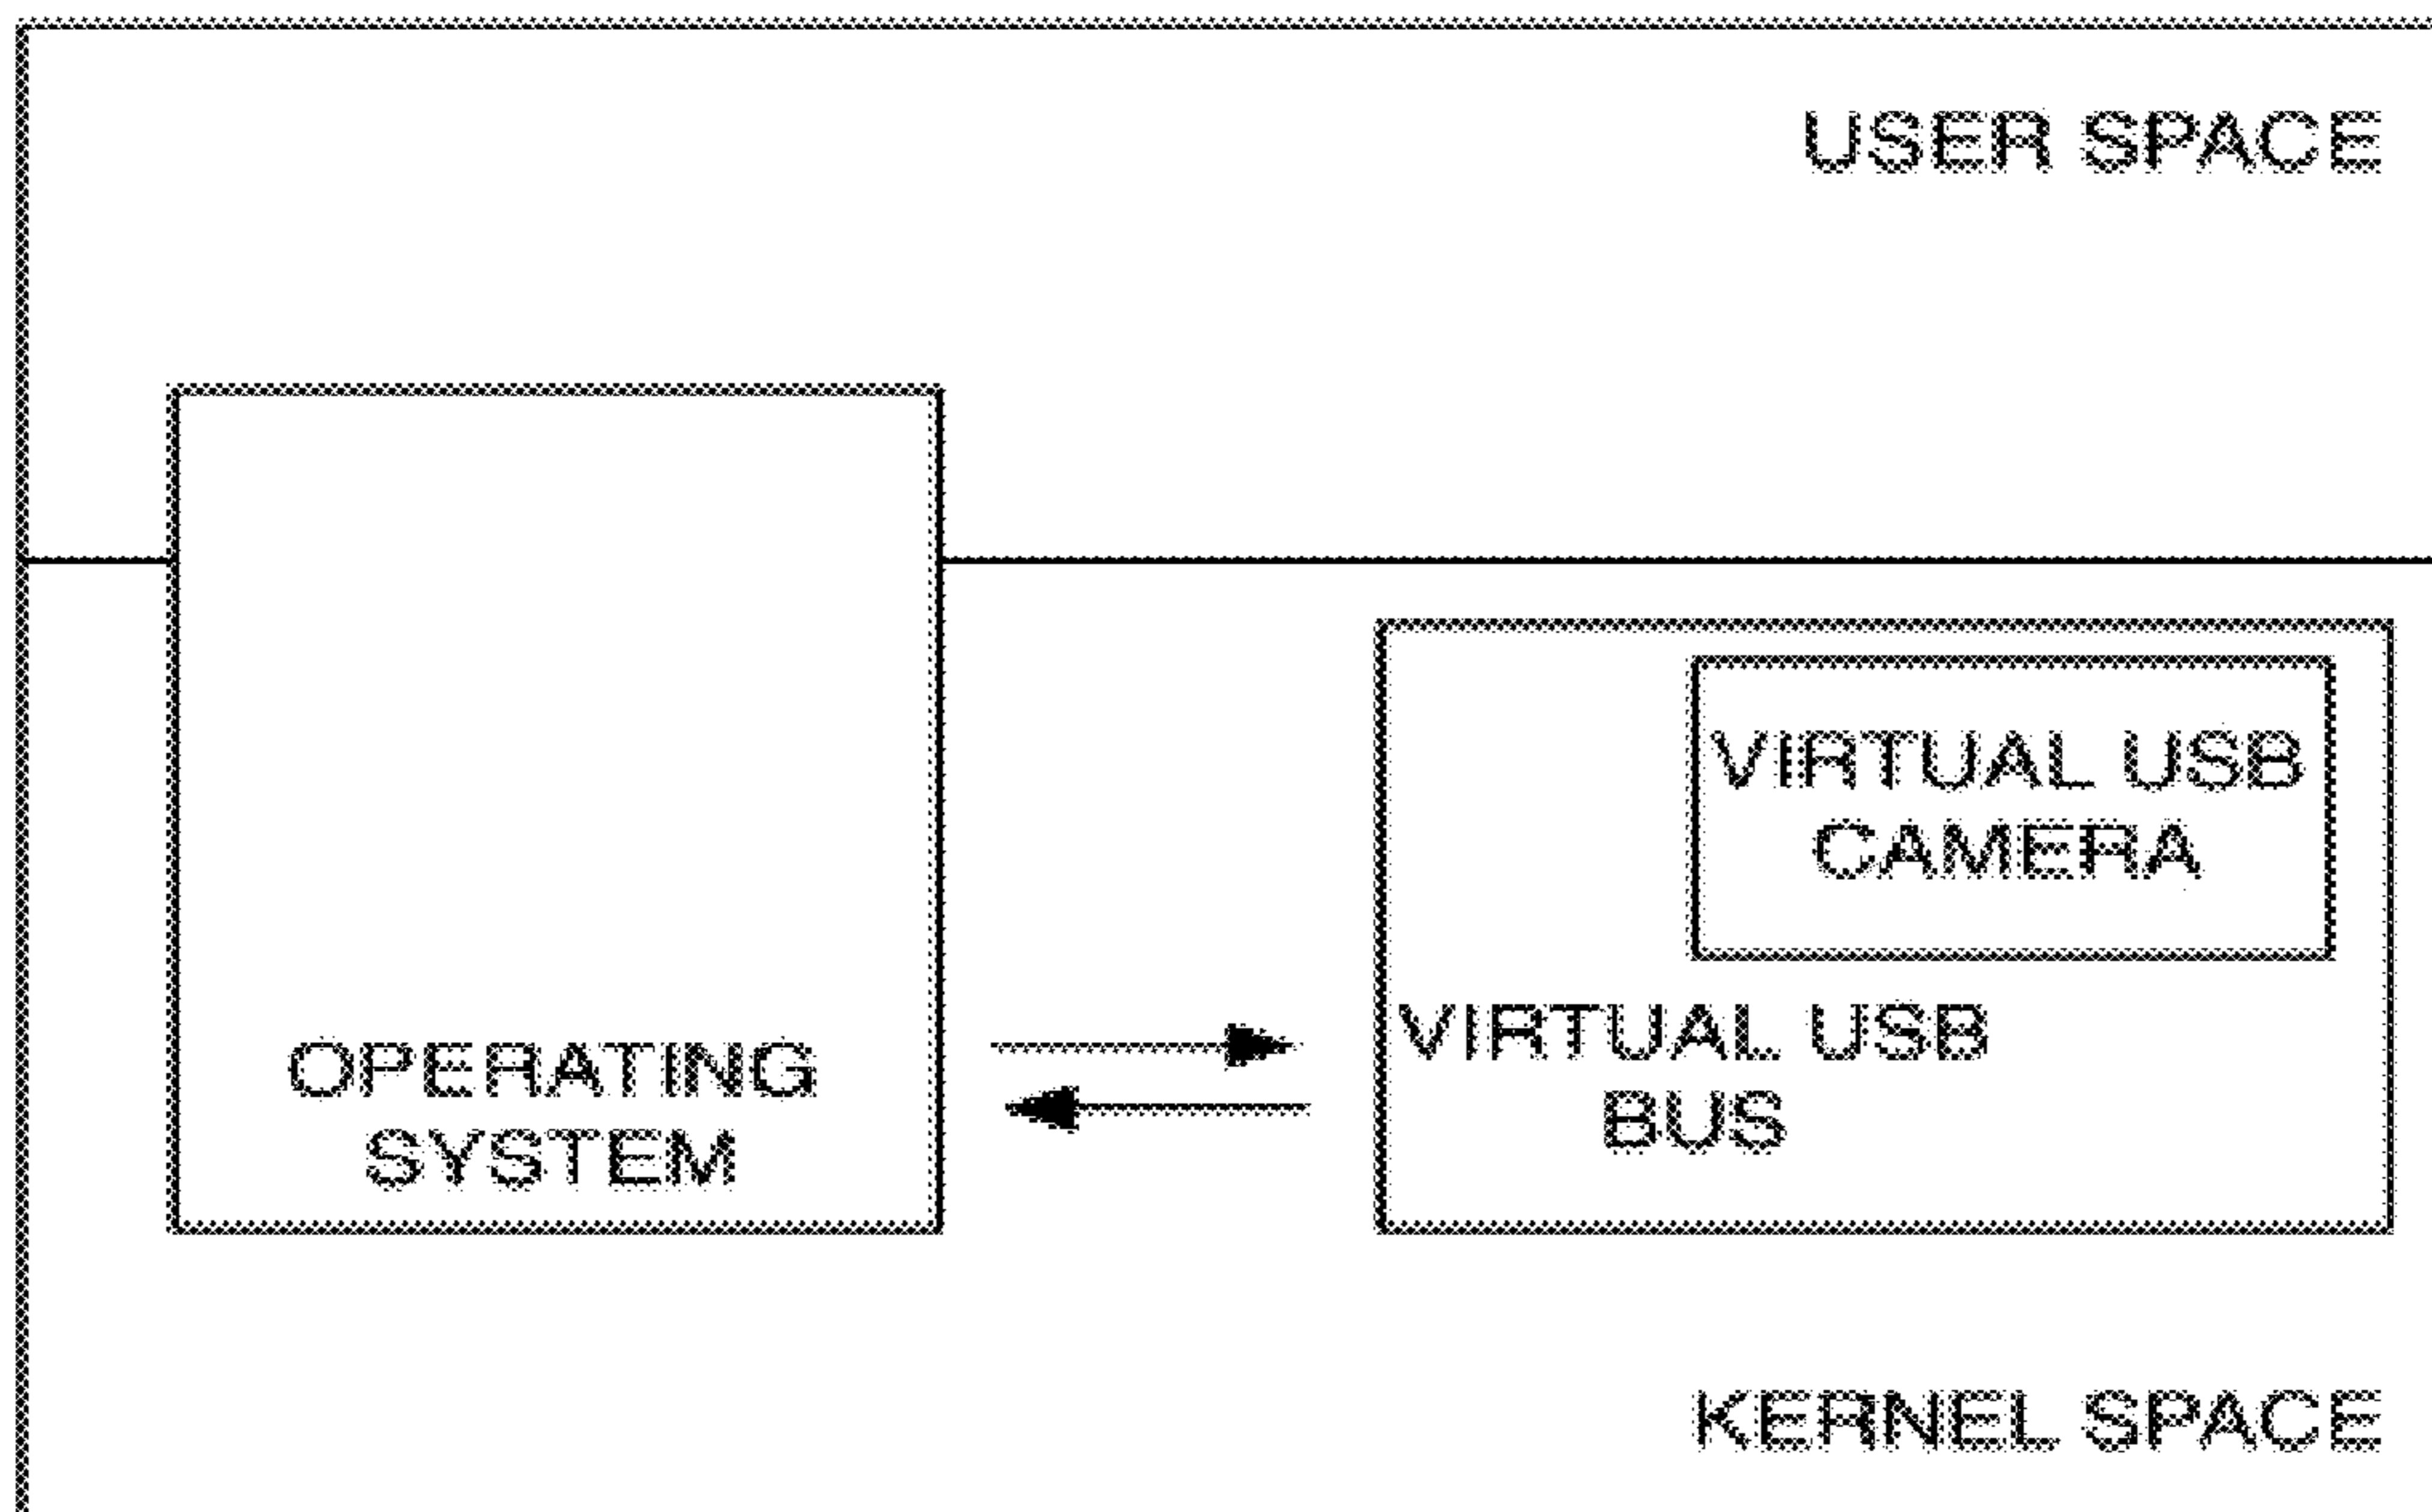 USER SPACE
VIRTUAL USB
CAMERA
VIRTUAL USB
BUS
OPERATING
SYSTEM
KERNEL SPACE